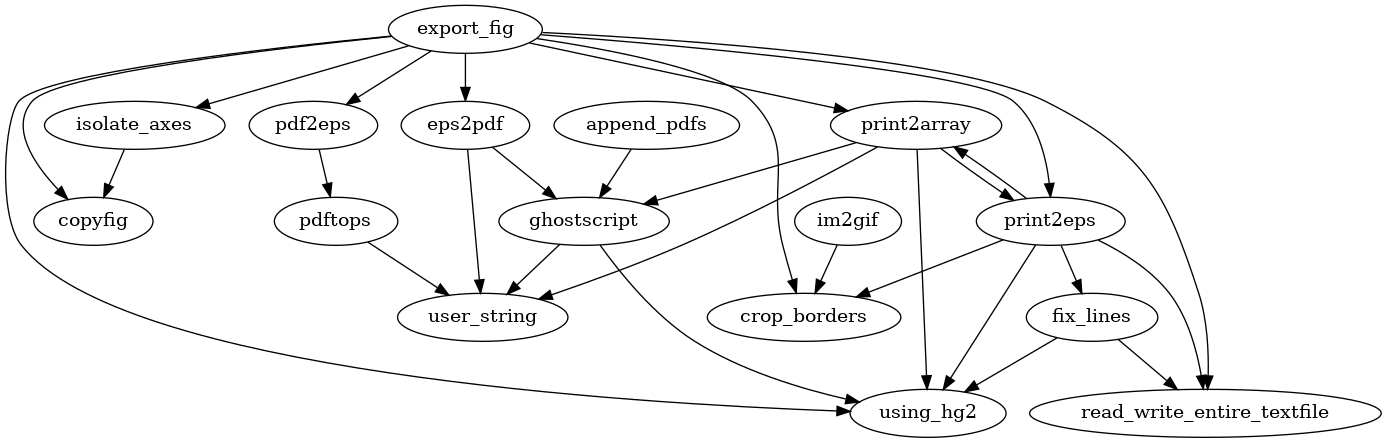 export_fig
isolate_axes
pdf2eps
eps2pdf
append_pdfs
print2array
copyfig
pdftops
ghostscript
im2gif
print2eps
user_string
crop_borders
fix_lines
using_hg2
read_write_entire_textfile